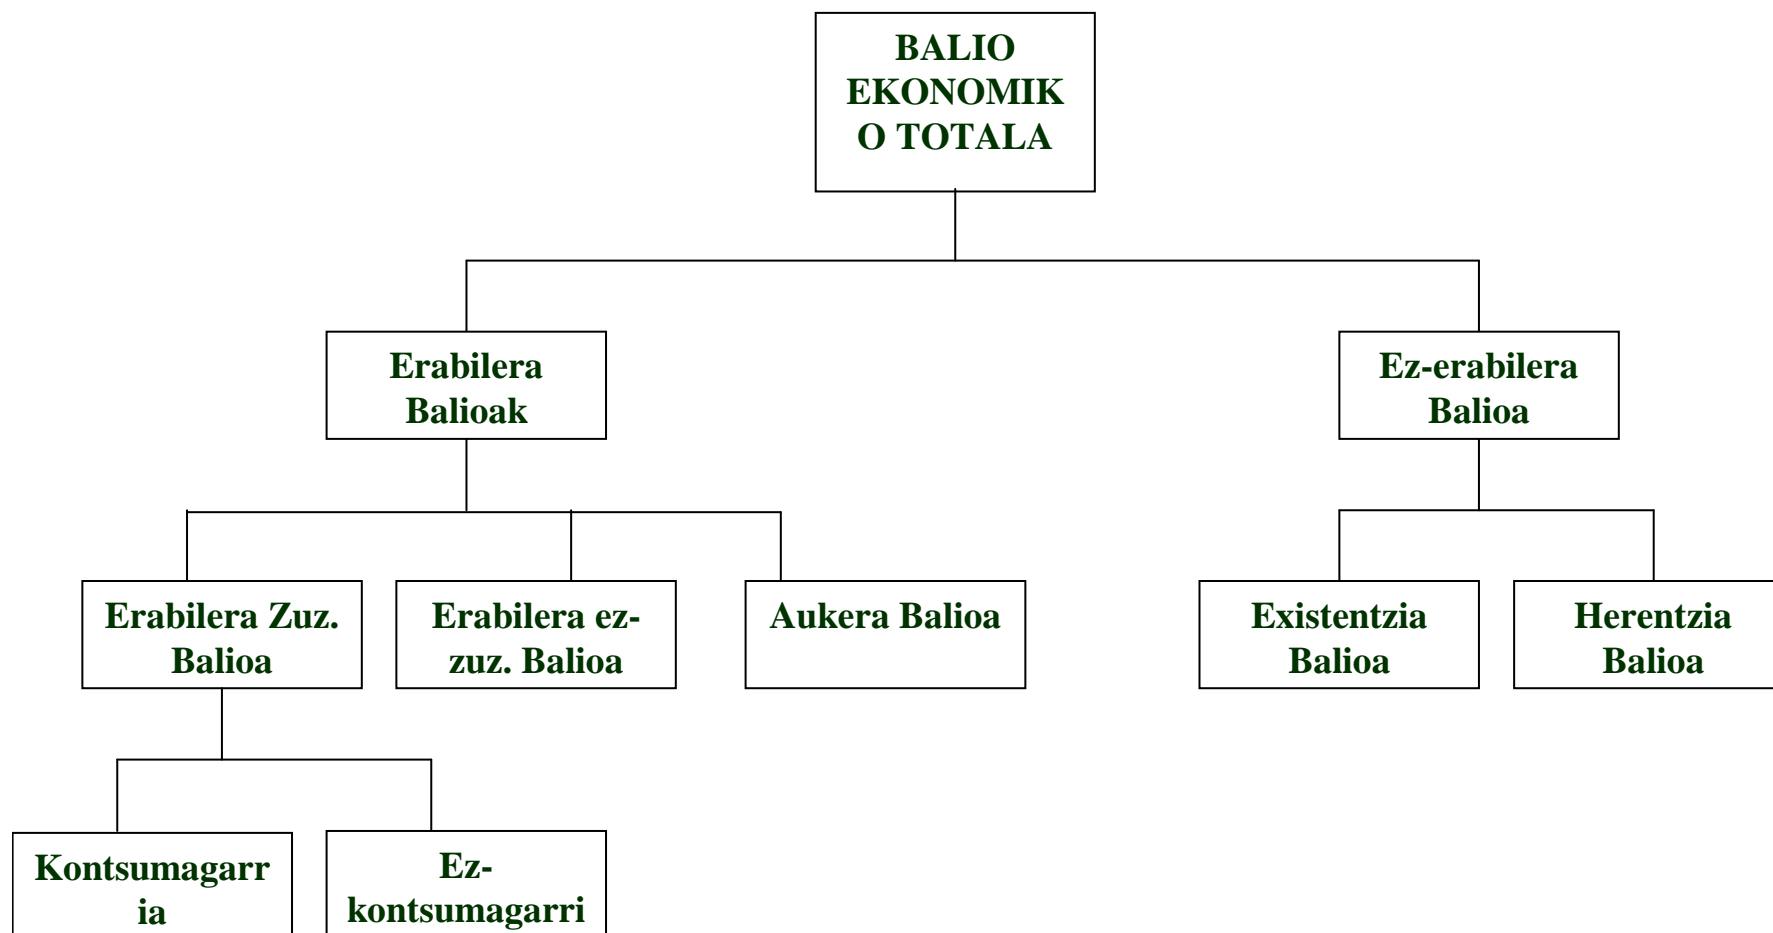 BALIO
EKONOMIK
O TOTALA
Erabilera
Balioak
Ez-erabilera
Balioa
Erabilera Zuz.
Balioa
Erabilera ez-
zuz. Balioa
Aukera Balioa
Existentzia
Balioa
Herentzia
Balioa
Kontsumagarr
ia
Ez-
kontsumagarri